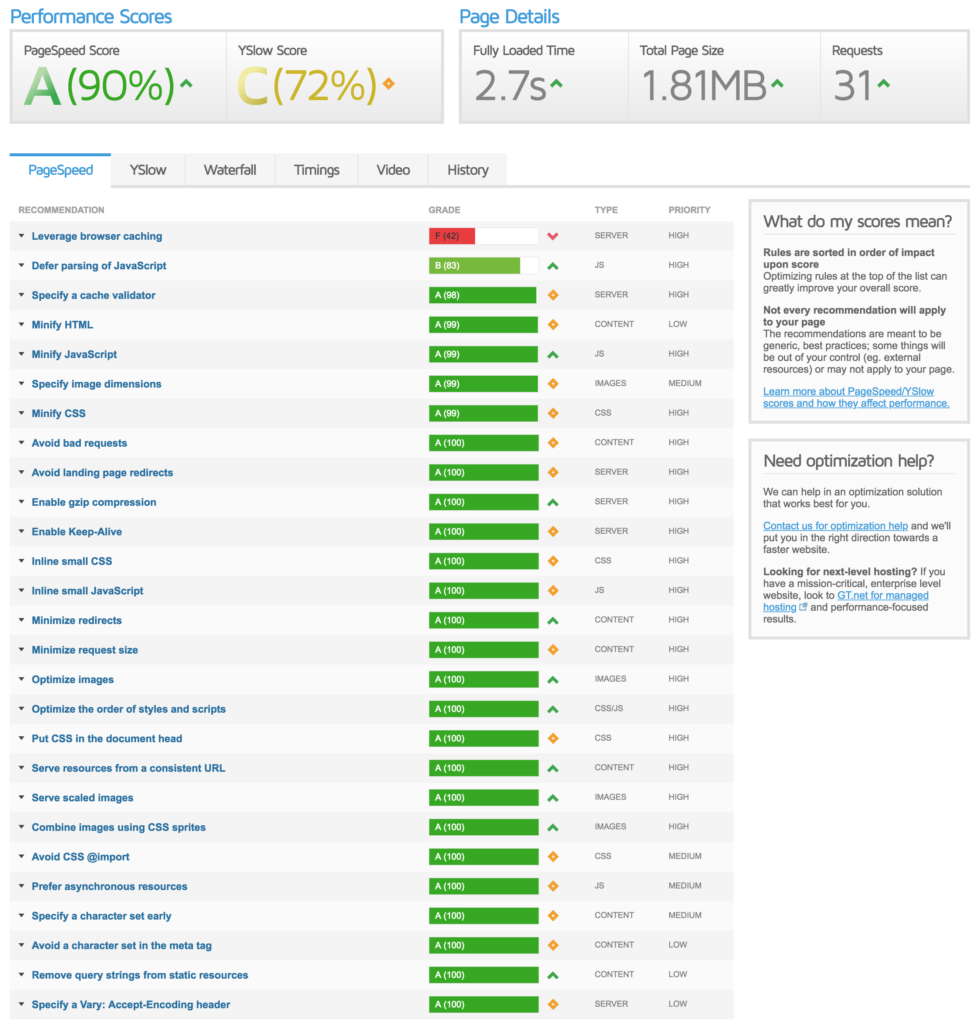 Performance Scores
Page Details
PageSpeed Score
A(90%)
YSlow Score
C(72%)
Fully Loaded Time
2.7s
Total Page Size
1.81MB
Requests
31
PageSpeed YSlow Waterfall Timings Video History
RECOMMENDATION GRADE TYPE PRIORITY
Leverage browser caching F (42) SERVER HIGH
Defer parsing of JavaScript B (83) JS HIGH
Specify a cache validator A (98) SERVER HIGH
Minify HTML A (99) CONTENT LOW
Minify JavaScript A (99) JS HIGH
Specify image dimensions A (99) IMAGES MEDIUM
Minify CSS A (99) CSS HIGH
Avoid bad requests A (100) CONTENT HIGH
Avoid landing page redirects A (100) SERVER HIGH
Enable gzip compression A (100) SERVER HIGH
Enable Keep-Alive A (100) SERVER HIGH
Inline small CSS A (100) CSS HIGH
Inline small JavaScript A (100) JS HIGH
Minimize redirects A (100) CONTENT HIGH
Minimize request size A (100) CONTENT HIGH
Optimize images A (100) IMAGES HIGH
Optimize the order of styles and scripts A (100) CSS/JS HIGH
Put CSS in the document head A (100) CSS HIGH
Serve resources from a consistent URL A (100) CONTENT HIGH
Serve scaled images A (100) IMAGES HIGH
Combine images using CSS sprites A (100) IMAGES HIGH
Avoid CSS @import A (100) CSS MEDIUM
Prefer asynchronous resources A (100) JS MEDIUM
Specify a character set early A (100) CONTENT MEDIUM
Avoid a character set in the meta tag A (100) CONTENT LOW
Remove query strings from static resources A (100) CONTENT LOW
Specify a Vary: Accept-Encoding header A (100) SERVER LOW
What do my scores mean?
Rules are sorted in order of impact
upon score
Optimizing rules at the top of the list can
greatly improve your overall score.
Not every recommendation will apply
to your page
The recommendations are meant to be
generic, best practices; some things will
be out of your control (eg. external
resources) or may not apply to your page.
Learn more about PageSpeed/YSlow
scores and how they affect performance.
Need optimization help?
We can help in an optimization solution
that works best for you.
Contact us for optimization help and we'll
put you in the right direction towards a
faster website.
Looking for next-level hosting? If you
have a mission-critical, enterprise level
website, look to GT.net for managed
hosting and performance-focused
results.